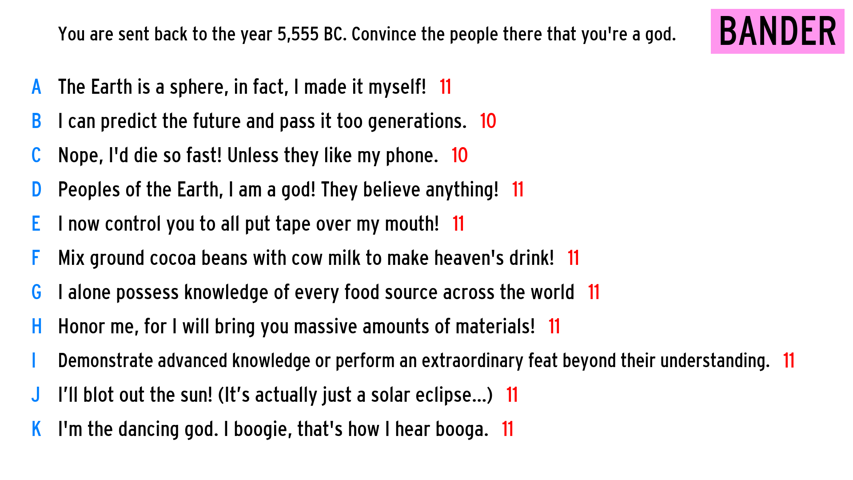 You are sent back to the year 5,555 BC. Convince the people there that you're a god.
BANDER
A The Earth is a sphere, in fact, I made it myself! 11
B I can predict the future and pass it too generations. 10
C Nope, I'd die so fast! Unless they like my phone. 10
D Peoples of the Earth, I am a god! They believe anything! 11
E I now control you to all put tape over my mouth! 11
F Mix ground cocoa beans with cow milk to make heaven's drink! 11
G I alone possess knowledge of every food source across the world 11
H Honor me, for I will bring you massive amounts of materials! 11
I Demonstrate advanced knowledge or perform an extraordinary feat beyond their understanding. 11
J I’ll blot out the sun! (It’s actually just a solar eclipse...) 11
K I'm the dancing god. I boogie, that's how I hear booga. 11